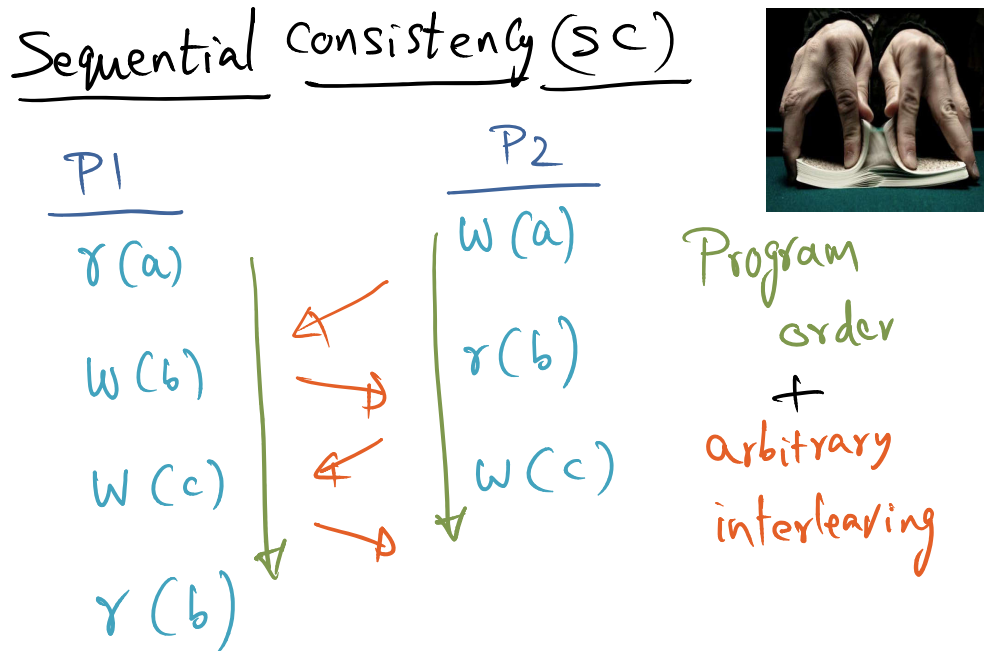 Sequential Consistency (SC)
P1
r(a)
w(b)
w(c)
r(b)
P2
w(a)
r(b)
w(c)
Program
order
+
arbitrary
interleaving